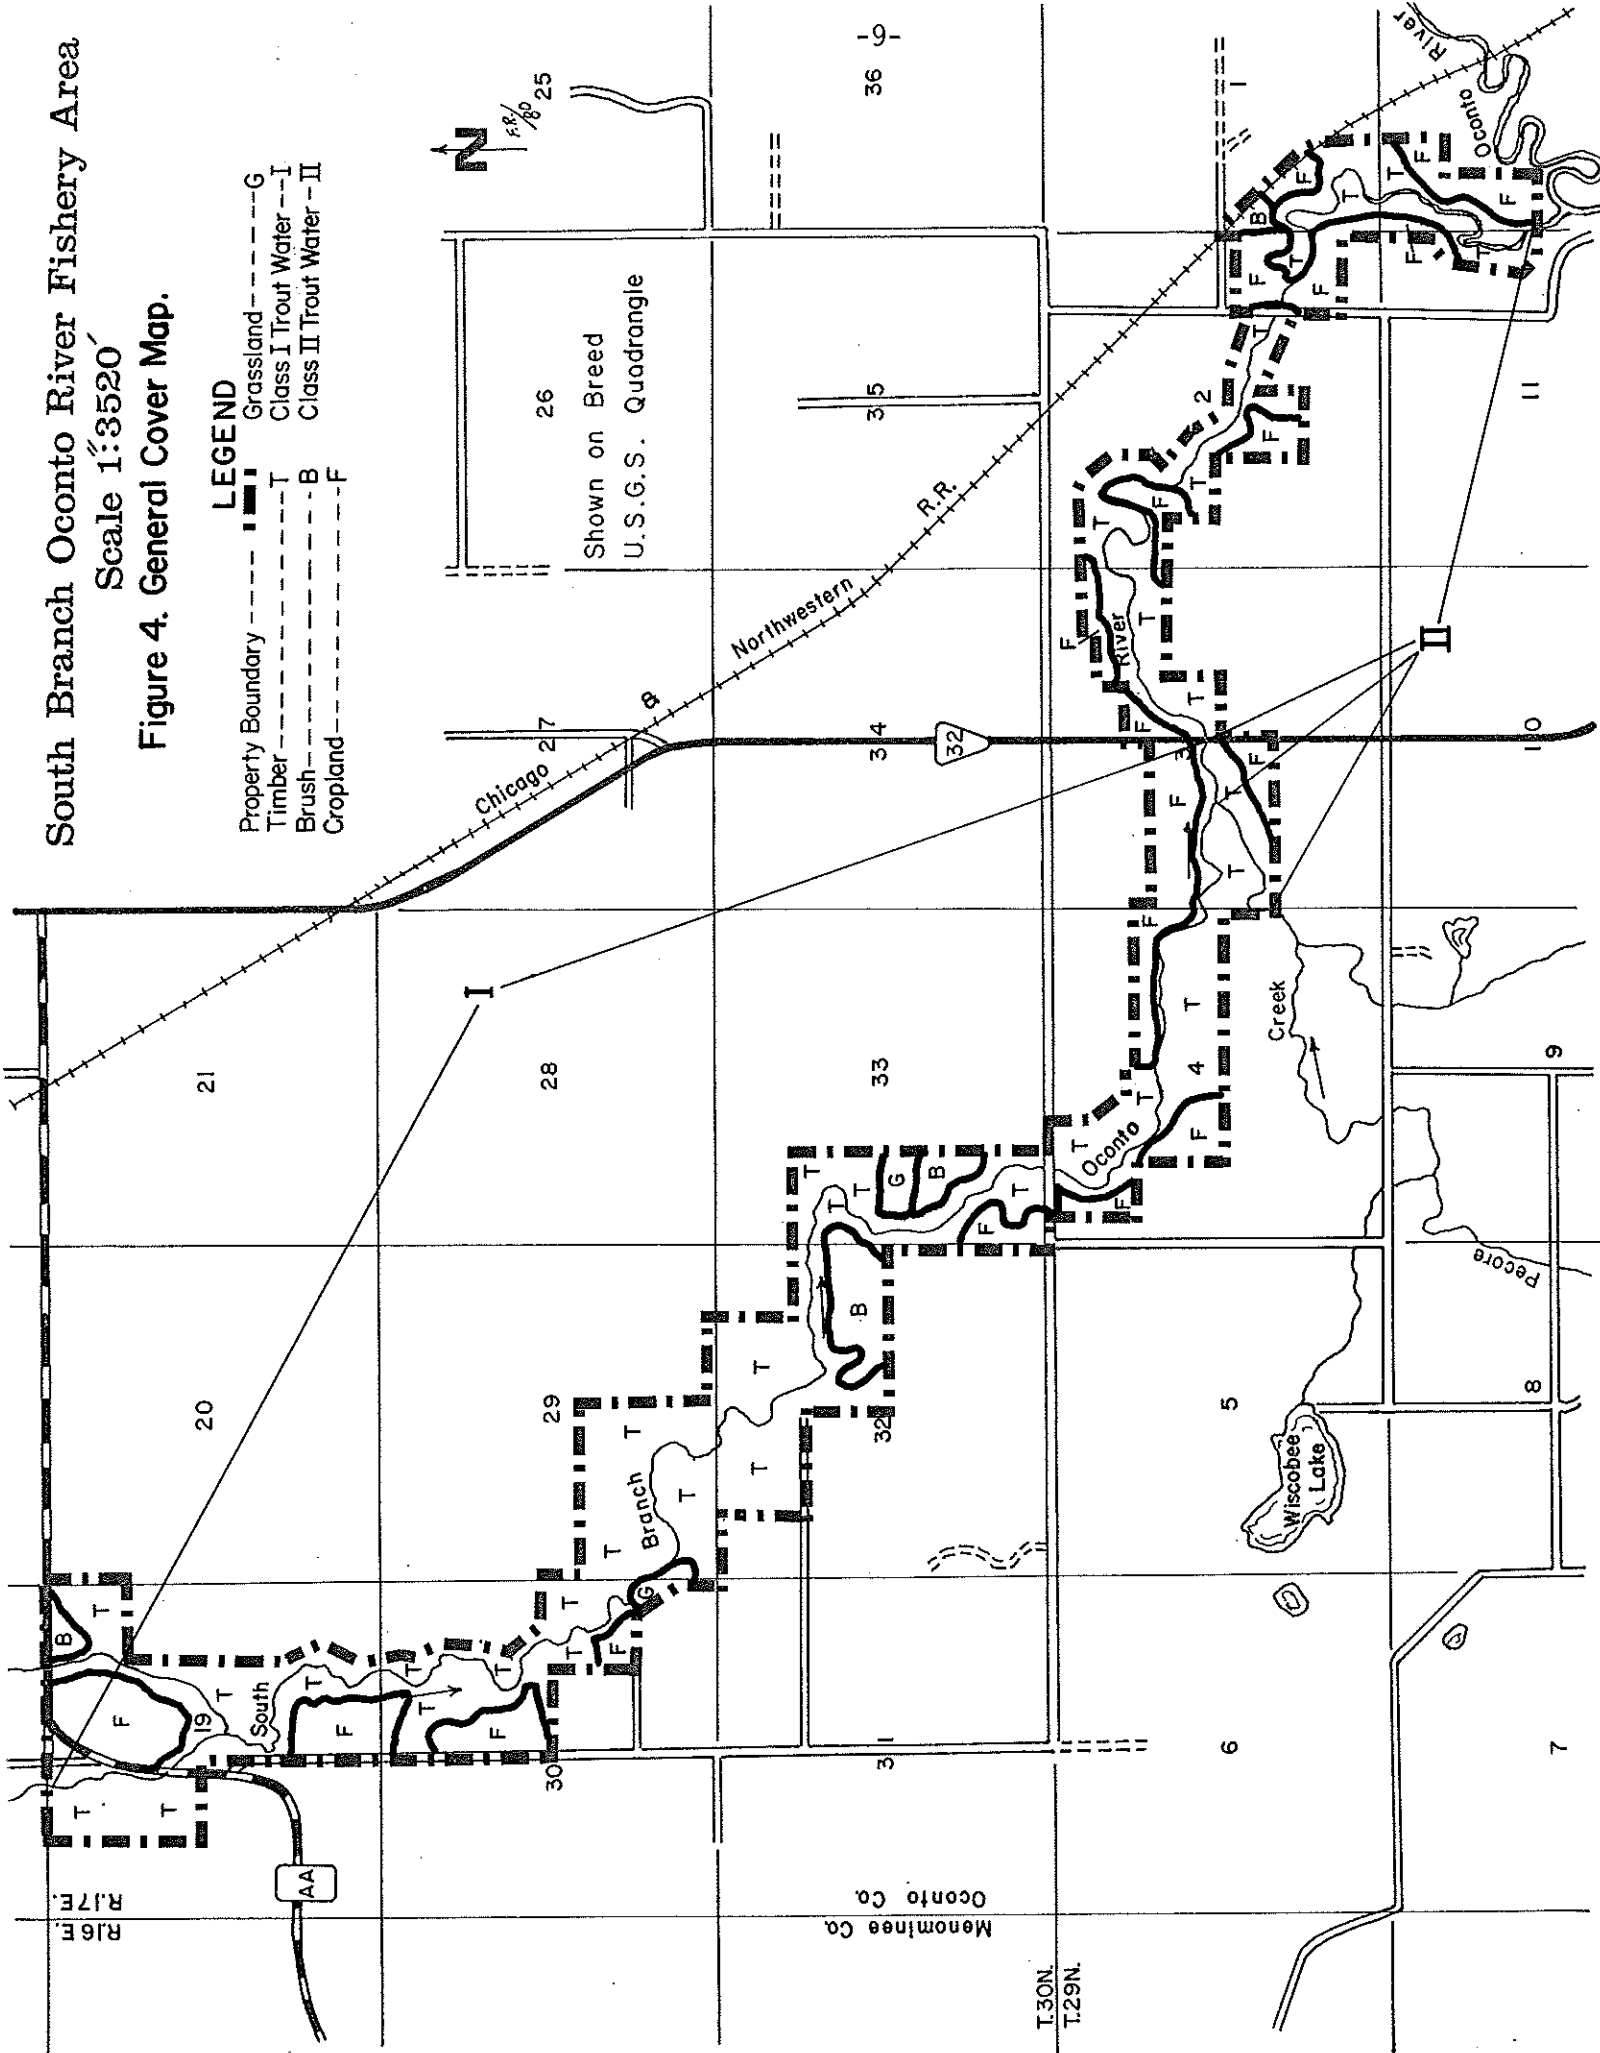 South Branch Oconto River Fishery Area
Scale 1":3520'
Figure 4. General Cover Map.
LEGEND
Property Boundary -----
Timber ------------ T
Brush ---------- B
Cropland ---------- F
Grassland ------- G
Class I Trout Water -- I
Class II Trout Water - II
N
F.R./80
-9-
Shown on Breed
U.S.G.S. Quadrangle
R.16E.
R.17E.
AA
19
20
21
27
26
25
30
29
28
Chicago
&
Northwestern
R.R.
South
Branch
Oconto
River
I
II
31
32
33
34
32
35
36
Menominee Co.
Oconto Co.
T.30N.
T.29N.
6
5
4
3
2
1
Wiscobee
Lake
Creek
Pecore
Oconto
River
7
8
9
10
11
T
T
F
B
T
T
T
F
T
T
F
T
T
F
T
G
T
T
T
T
T
B
T
T
T
G
B
F
T
T
F
T
F
T
F
F
T
T
F
F
T
T
F
T
T
F
T
F
T
F
T
F
B
F
T
F
T
F
T
F
T
F